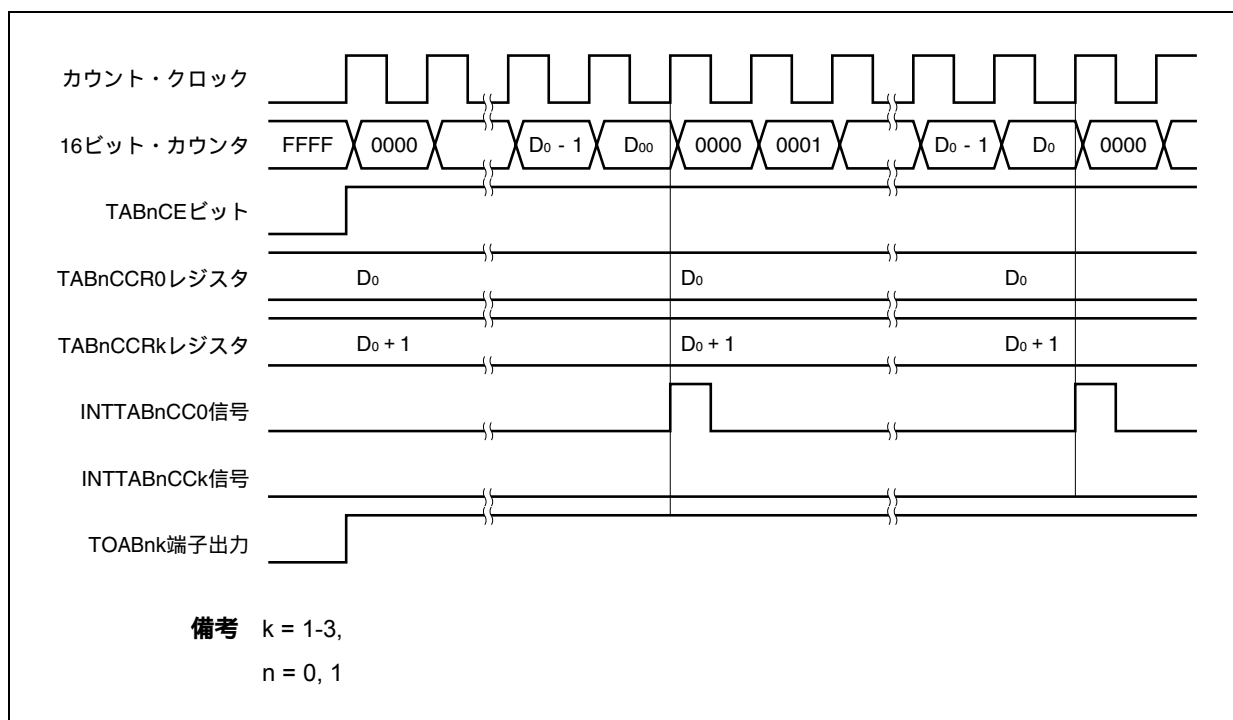 カウント・クロック
16ビット・カウンタ FFFF 0000 D0 - 1 D00 0000 0001 D0 - 1 D0 0000
TABnCEビット
TABnCCR0レジスタ D0 D0 D0
TABnCCRkレジスタ D0 + 1 D0 + 1 D0 + 1
INTTABnCC0信号
INTTABnCCk信号
TOABnk端子出力
備考 k = 1-3,
n = 0, 1